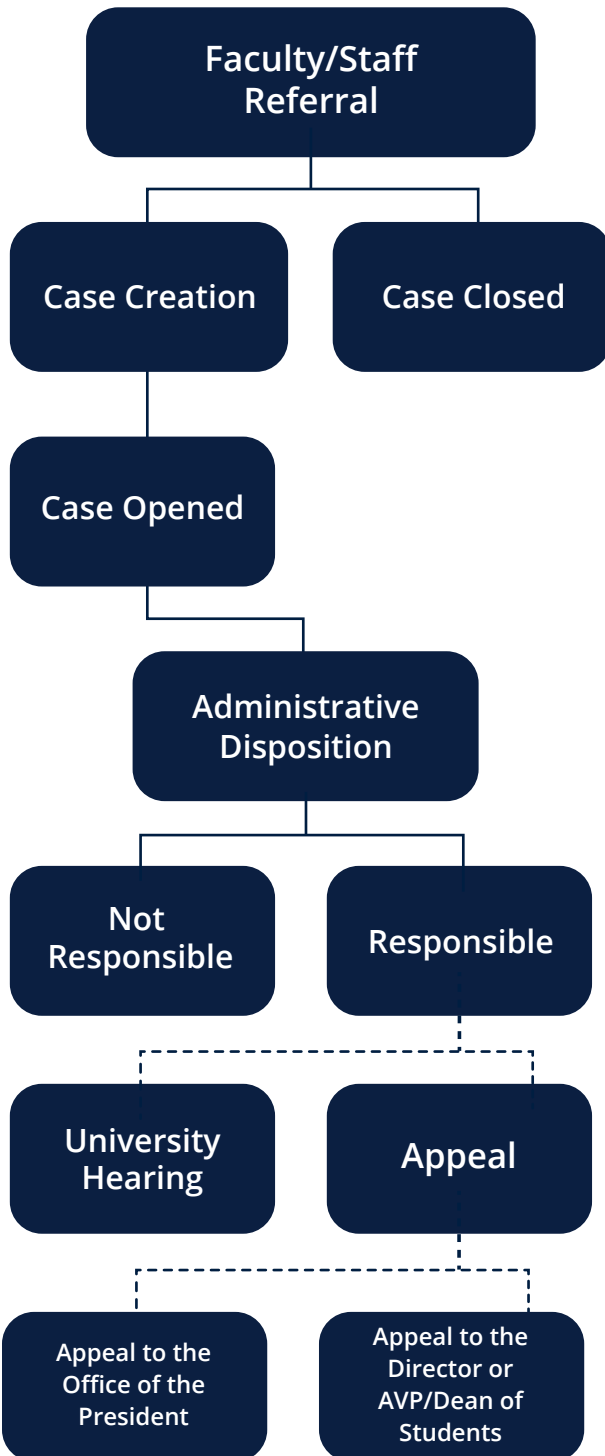 Faculty/Staff
Referral
Case Creation
Case Closed
Case Opened
Administrative
Disposition
Not
Responsible
Responsible
University
Hearing
Appeal
Appeal to the
Office of the
President
Appeal to the
Director or
AVP/Dean of
Students